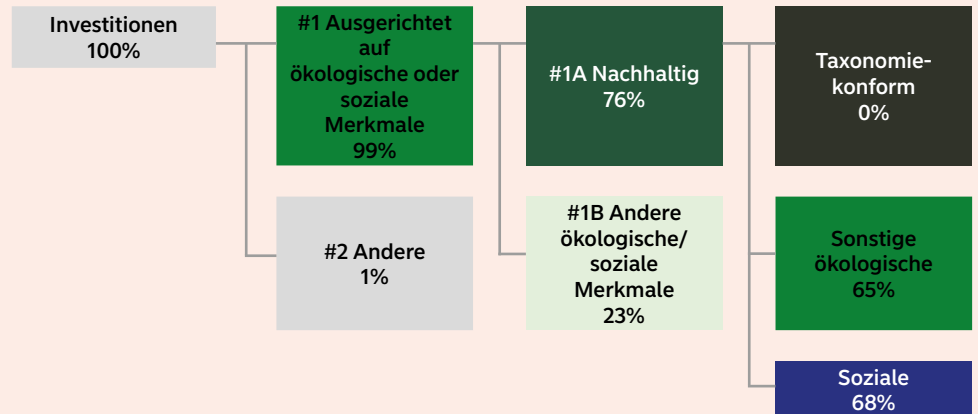 Investitionen
100%
#1 Ausgerichtet
auf
ökologische oder
soziale
Merkmale
99%
#1A Nachhaltig
76%
Taxonomie-
konform
0%
#2 Andere
1%
#1B Andere
ökologische/
soziale
Merkmale
23%
Sonstige
ökologische
65%
Soziale
68%